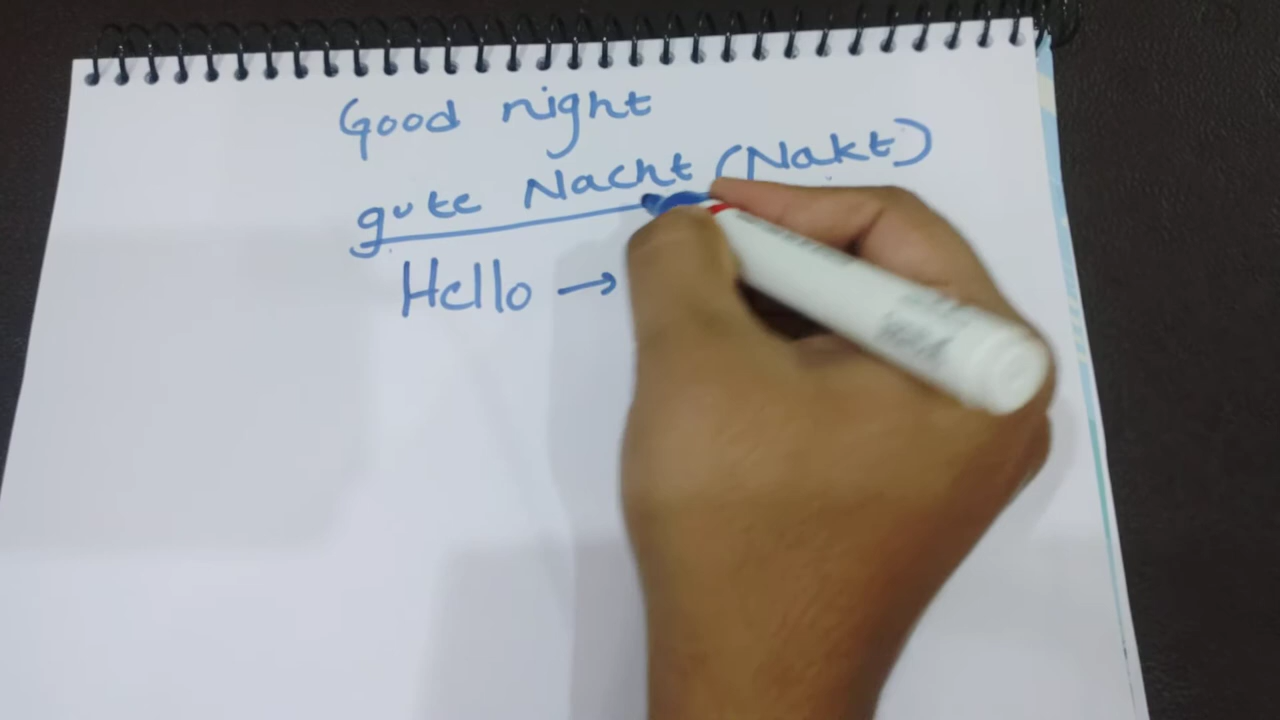 Good night
gute Nacht (Nakt)
Hello →